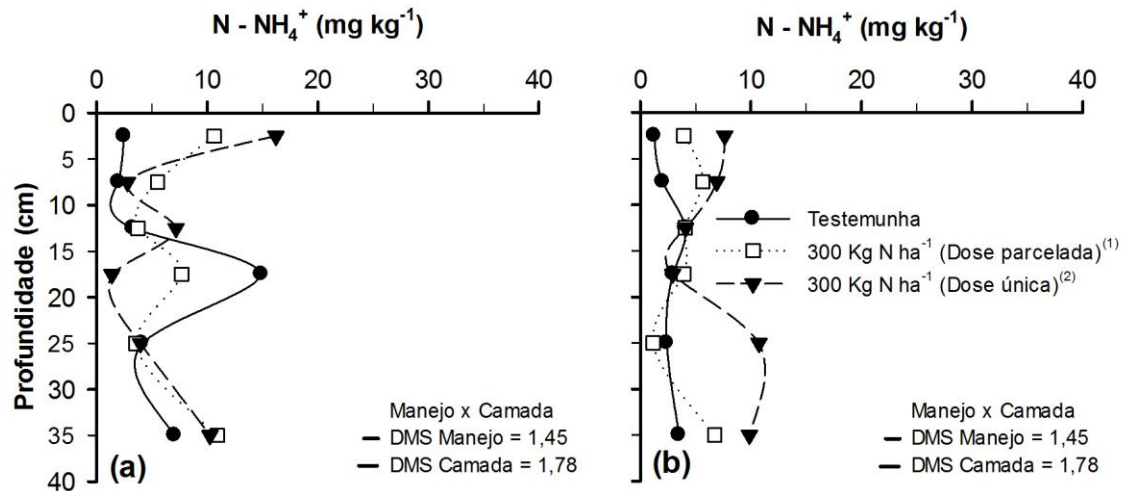 N - NH₄⁺ (mg kg⁻¹)
0 10 20 30 40
Profundidade (cm)
0
5
10
15
20
25
30
35
40
Manejo x Camada
DMS Manejo = 1,45
DMS Camada = 1,78
(a)
N - NH₄⁺ (mg kg⁻¹)
0 10 20 30 40
Testemunha
300 Kg N ha⁻¹ (Dose parcelada)⁽¹⁾
300 Kg N ha⁻¹ (Dose única)⁽²⁾
Manejo x Camada
DMS Manejo = 1,45
DMS Camada = 1,78
(b)